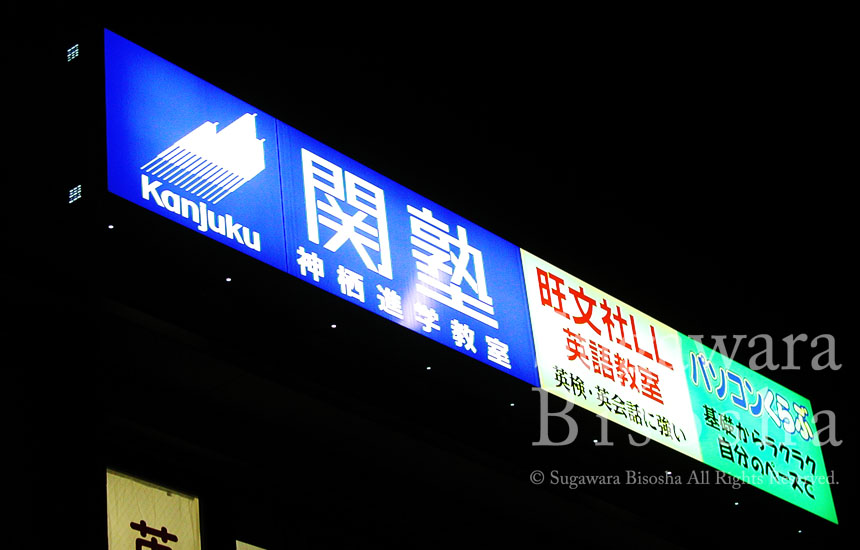 Kanjuku
関塾
神栖進学教室
旺文社LL
英語教室
英検・英会話に強い
パソコンくらぶ
基礎からラクラク
自分のペースで
英
Sugawara
Bisosha
© Sugawara Bisosha All Rights Reserved.